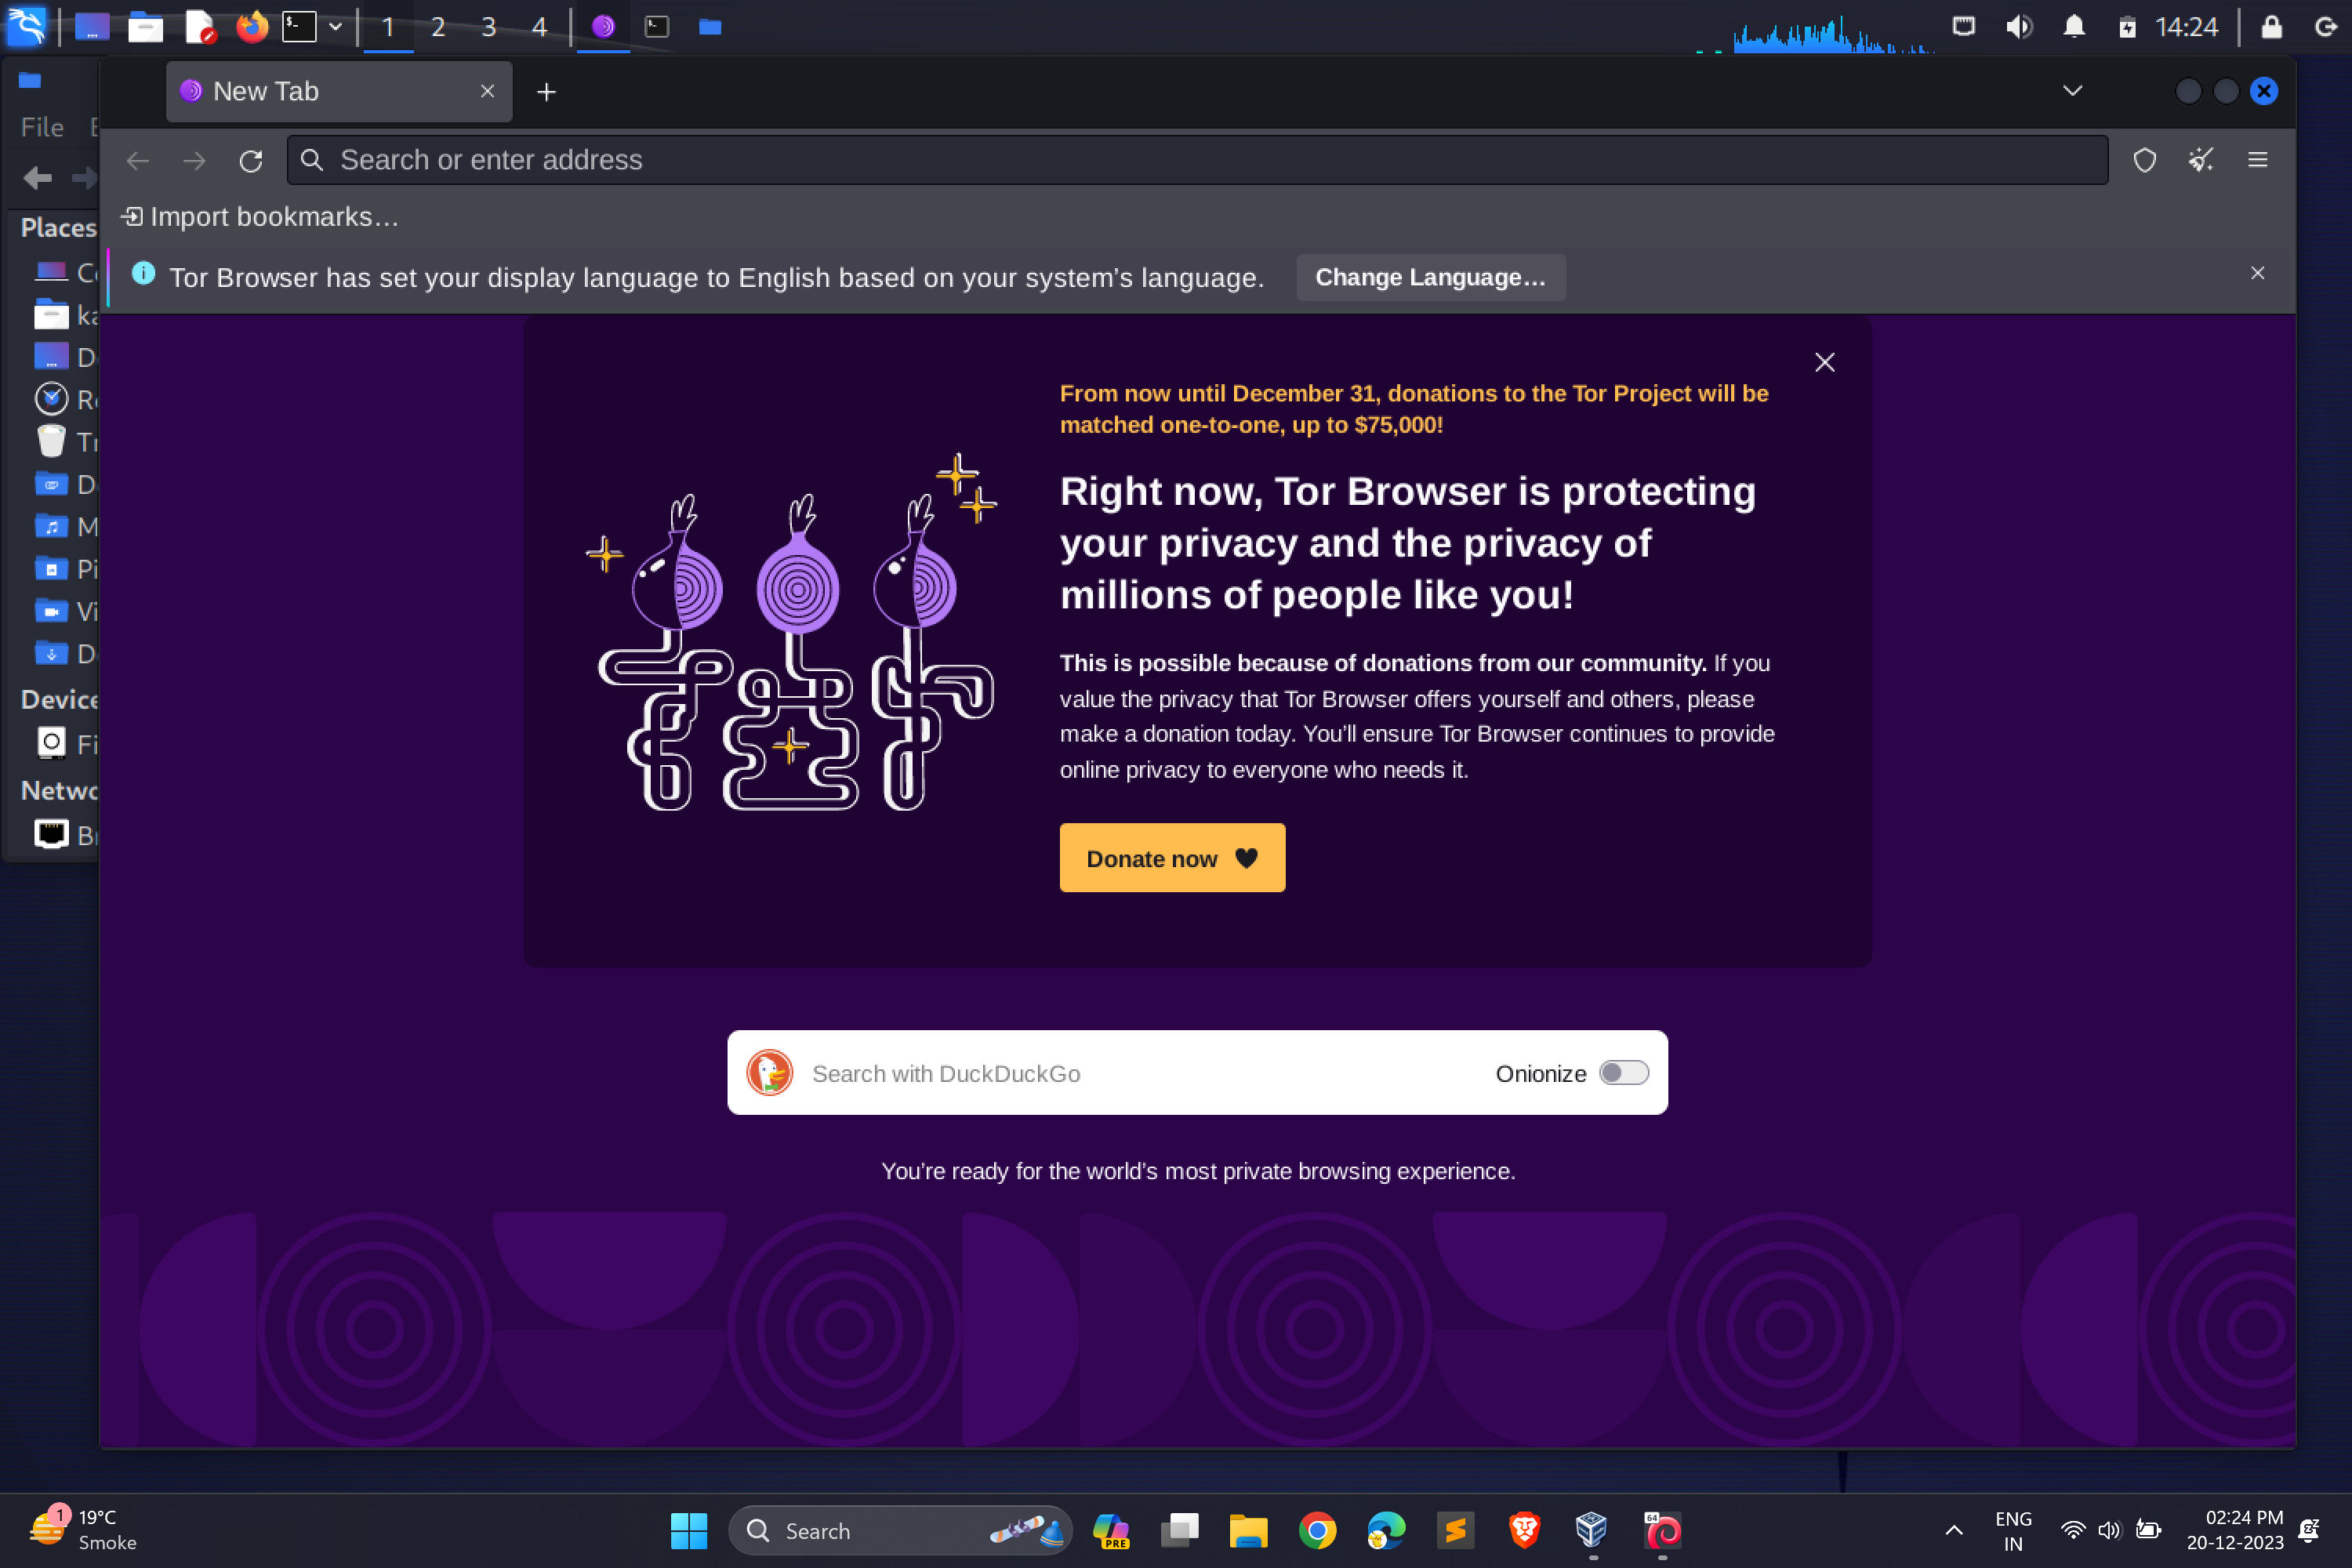 1 2 3 4
14:24
New Tab
File
Search or enter address
Import bookmarks…
Places
Tor Browser has set your display language to English based on your system's language.
Change Language…
From now until December 31, donations to the Tor Project will be
matched one-to-one, up to $75,000!
Right now, Tor Browser is protecting
your privacy and the privacy of
millions of people like you!
This is possible because of donations from our community. If you
value the privacy that Tor Browser offers yourself and others, please
make a donation today. You'll ensure Tor Browser continues to provide
online privacy to everyone who needs it.
Donate now
Search with DuckDuckGo
Onionize
You're ready for the world's most private browsing experience.
1
19°C
Smoke
Search
PRE
64
ENG
IN
02:24 PM
20-12-2023